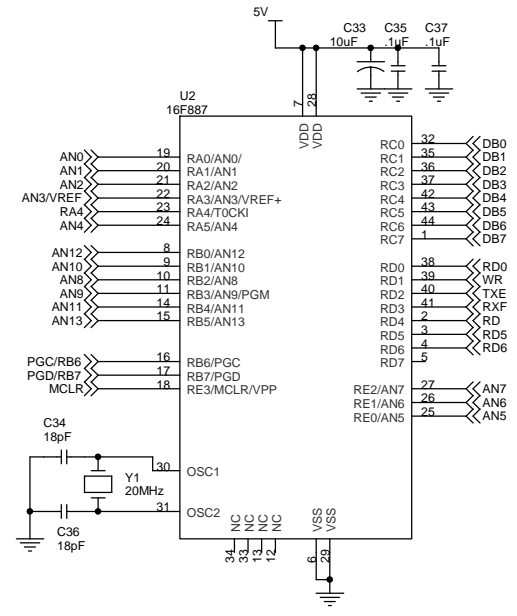 5V
C33 C35 C37
10uF .1uF .1uF
U2
16F887
7 28
VDD VDD
AN0 19 RA0/AN0/
AN1 20 RA1/AN1
AN2 21 RA2/AN2
AN3/VREF 22 RA3/AN3/VREF+
RA4 23 RA4/T0CKI
AN4 24 RA5/AN4
AN12 8 RB0/AN12
AN10 9 RB1/AN10
AN8 10 RB2/AN8
AN9 11 RB3/AN9/PGM
AN11 14 RB4/AN11
AN13 15 RB5/AN13
PGC/RB6 16 RB6/PGC
PGD/RB7 17 RB7/PGD
MCLR 18 RE3/MCLR/VPP
RC0 32 DB0
RC1 35 DB1
RC2 36 DB2
RC3 37 DB3
RC4 42 DB4
RC5 43 DB5
RC6 44 DB6
RC7 1 DB7
RD0 38 RD0
RD1 39 WR
RD2 40 TXE
RD3 41 RXF
RD4 2 RD
RD5 3 RD5
RD6 4 RD6
RD7 5
RE2/AN7 27 AN7
RE1/AN6 26 AN6
RE0/AN5 25 AN5
C34
18pF
30 OSC1
Y1
20MHz
31 OSC2
C36
18pF
NC NC NC NC
34 33 13 12
VSS VSS
6 29